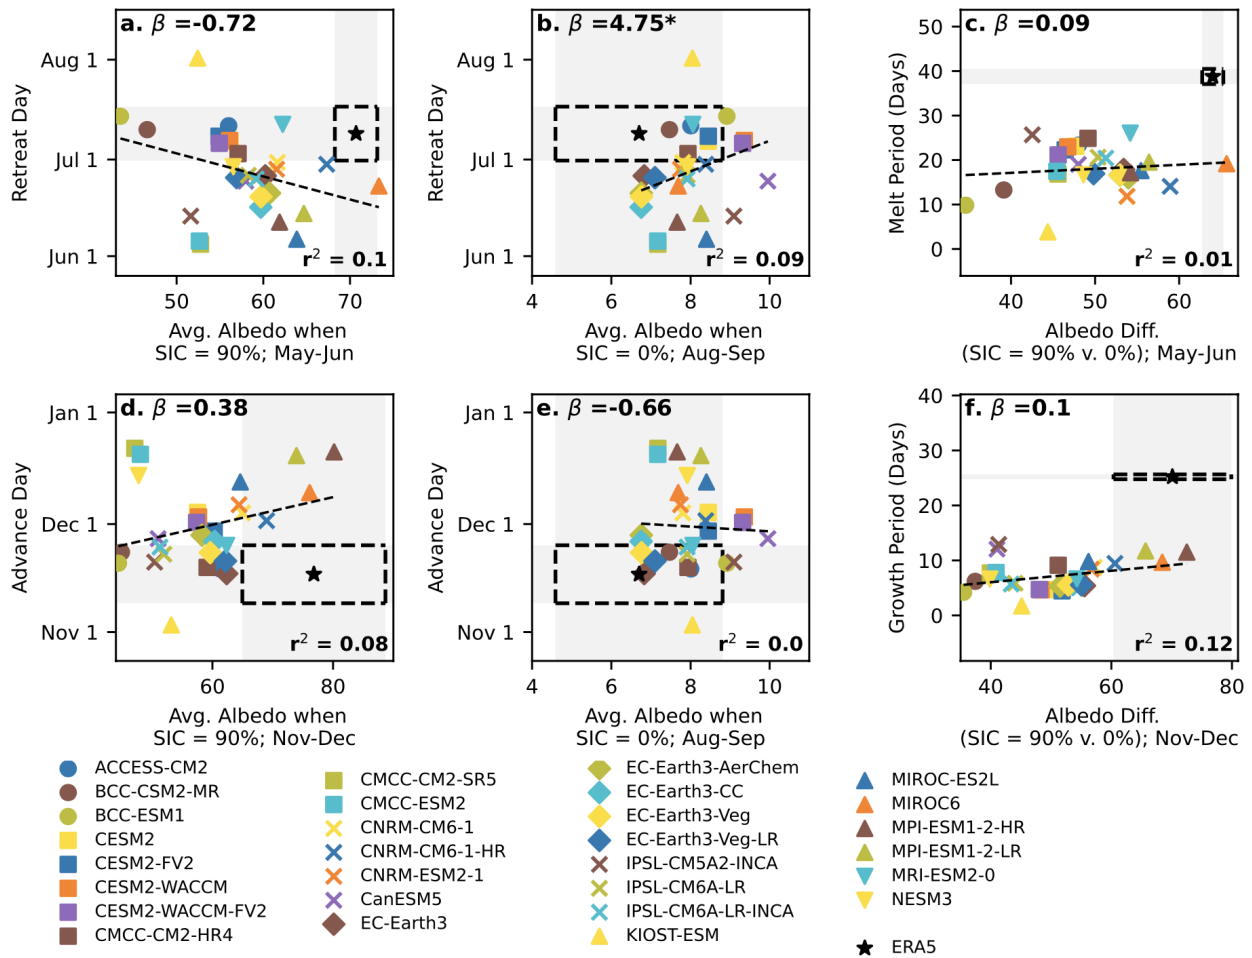 a. β =-0.72
Aug 1
Jul 1
Jun 1
Retreat Day
r² = 0.1
50 60 70
Avg. Albedo when
SIC = 90%; May-Jun
b. β =4.75*
Aug 1
Jul 1
Jun 1
Retreat Day
r² = 0.09
4 6 8 10
Avg. Albedo when
SIC = 0%; Aug-Sep
c. β =0.09
50
40
30
20
10
0
Melt Period (Days)
r² = 0.01
40 50 60
Albedo Diff.
(SIC = 90% v. 0%); May-Jun
d. β =0.38
Jan 1
Dec 1
Nov 1
Advance Day
r² = 0.08
60 80
Avg. Albedo when
SIC = 90%; Nov-Dec
e. β =-0.66
Jan 1
Dec 1
Nov 1
Advance Day
r² = 0.0
4 6 8 10
Avg. Albedo when
SIC = 0%; Aug-Sep
f. β =0.1
40
30
20
10
0
Growth Period (Days)
r² = 0.12
40 60 80
Albedo Diff.
(SIC = 90% v. 0%); Nov-Dec
ACCESS-CM2
BCC-CSM2-MR
BCC-ESM1
CESM2
CESM2-FV2
CESM2-WACCM
CESM2-WACCM-FV2
CMCC-CM2-HR4
CMCC-CM2-SR5
CMCC-ESM2
CNRM-CM6-1
CNRM-CM6-1-HR
CNRM-ESM2-1
CanESM5
EC-Earth3
EC-Earth3-AerChem
EC-Earth3-CC
EC-Earth3-Veg
EC-Earth3-Veg-LR
IPSL-CM5A2-INCA
IPSL-CM6A-LR
IPSL-CM6A-LR-INCA
KIOST-ESM
MIROC-ES2L
MIROC6
MPI-ESM1-2-HR
MPI-ESM1-2-LR
MRI-ESM2-0
NESM3
ERA5